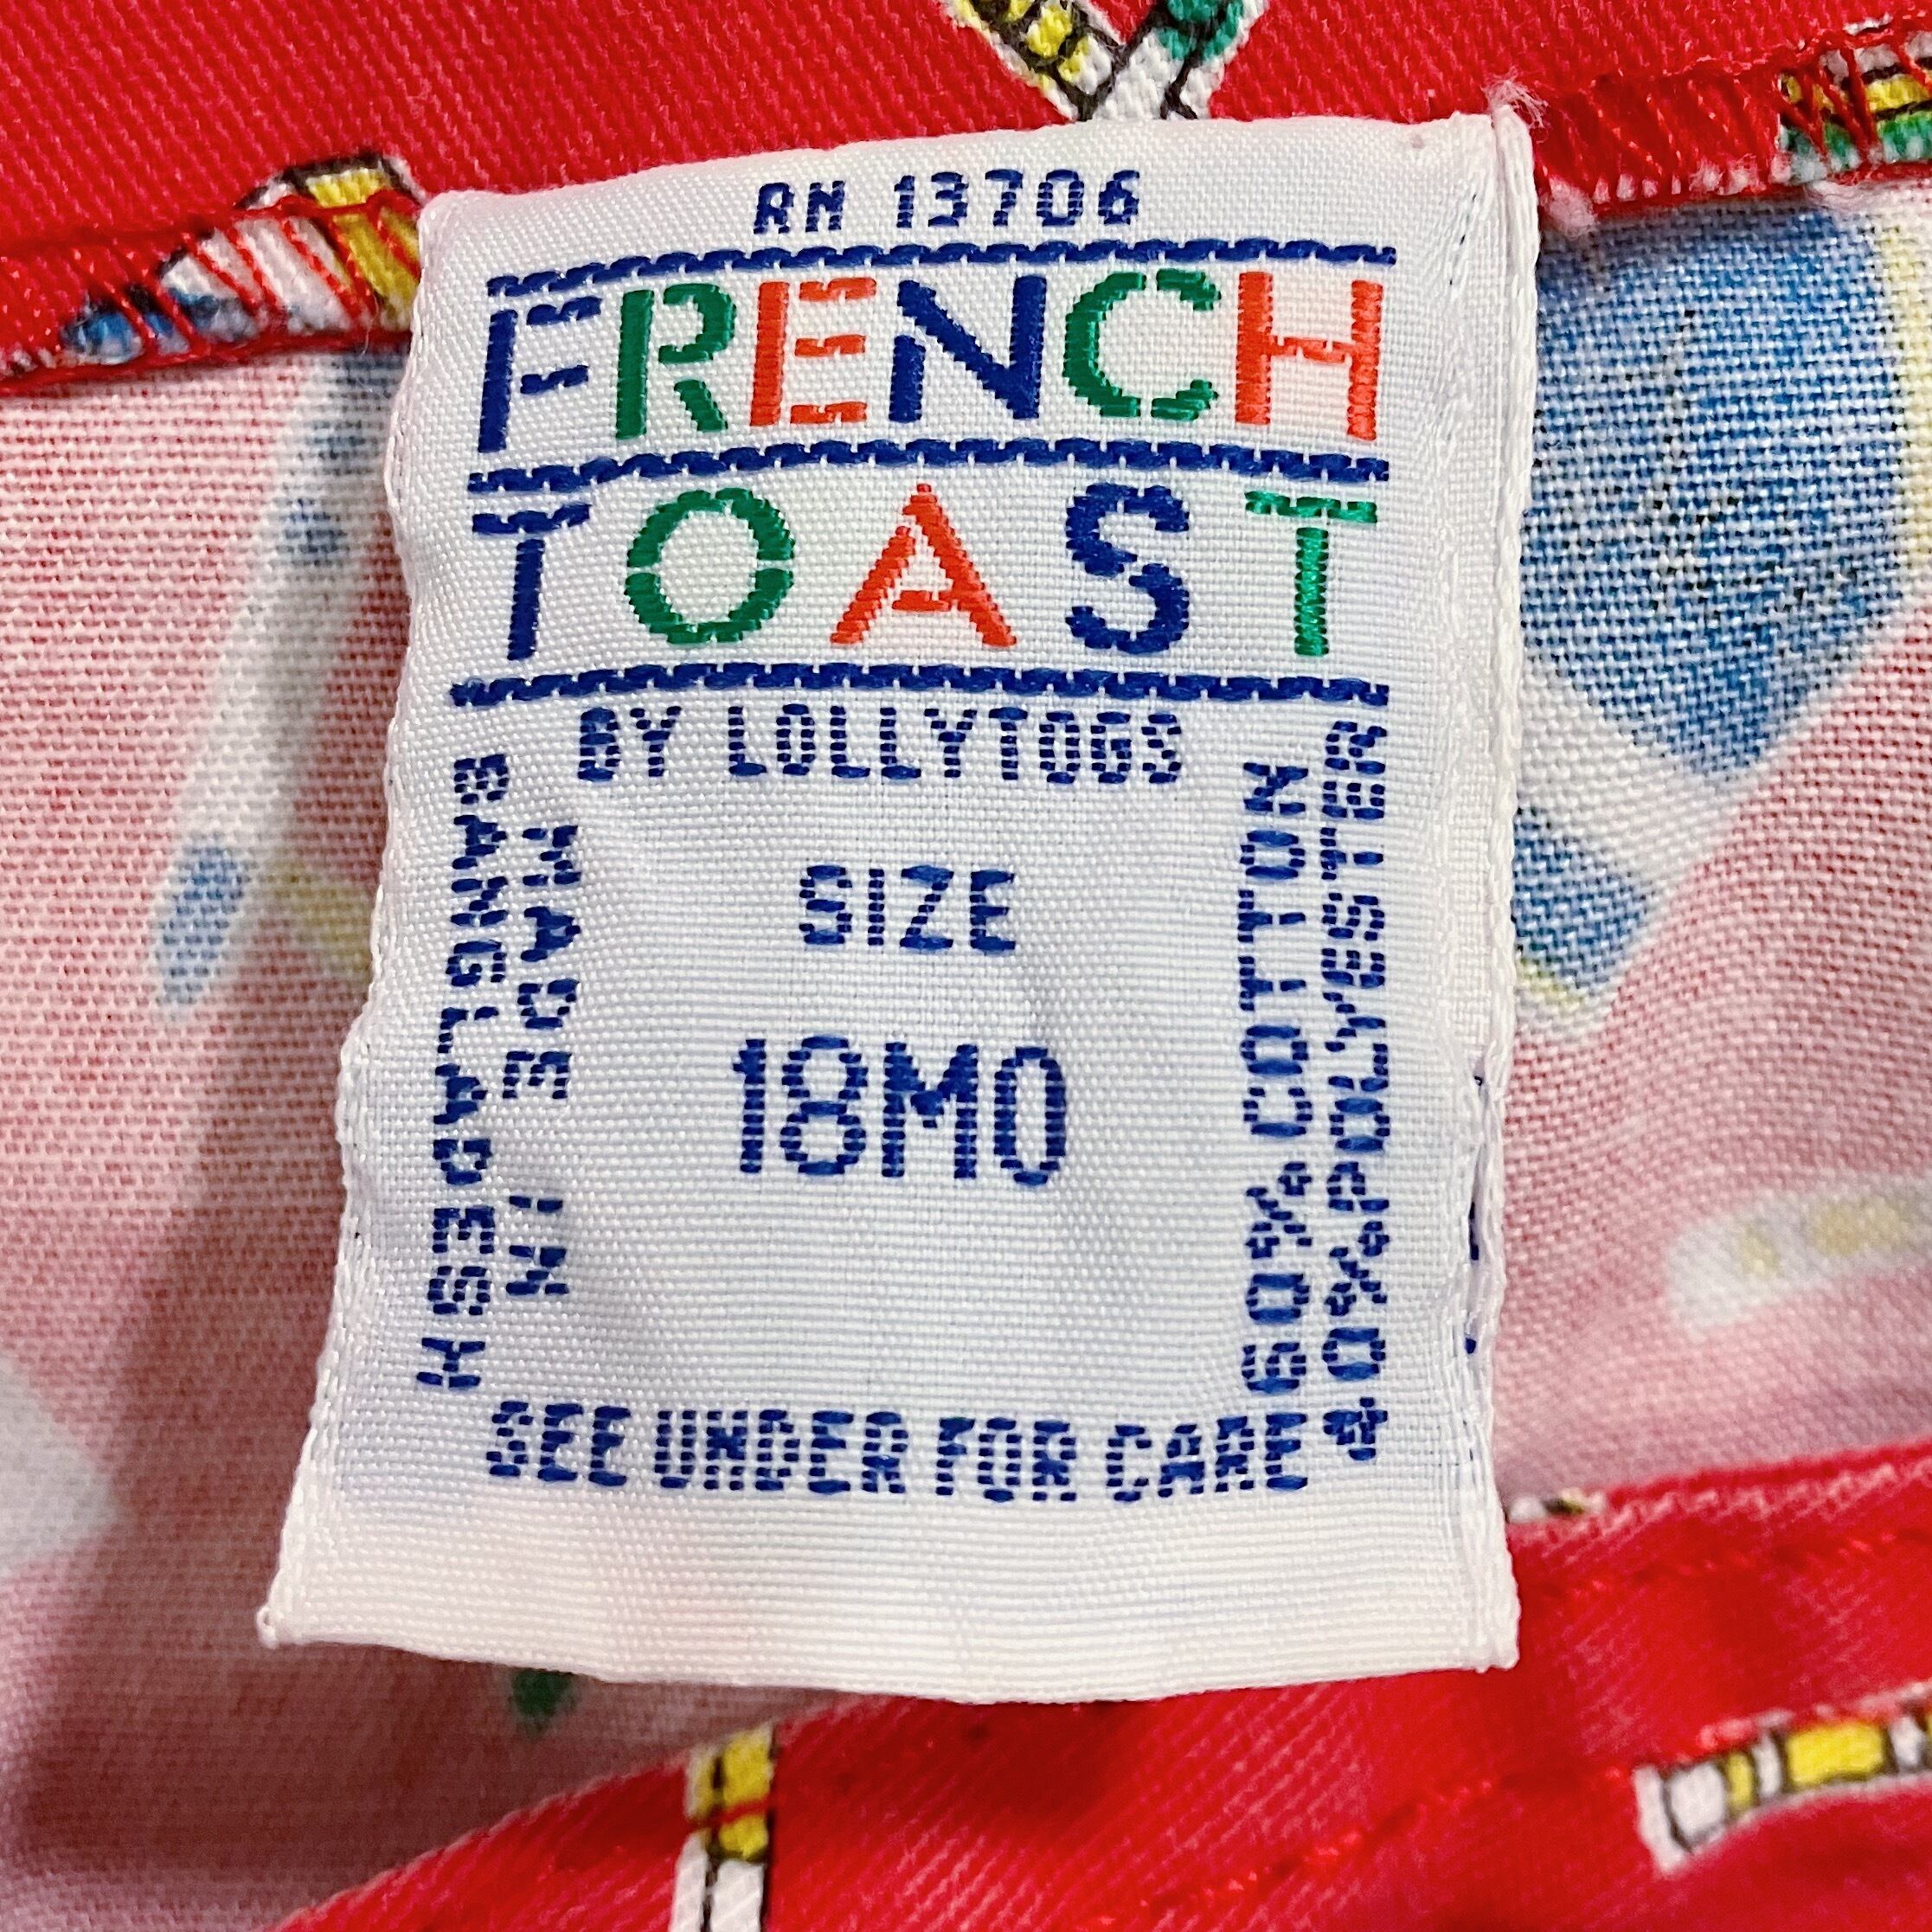 RN 13706
FRENCH
TOAST
BY LOLLYTOGS
MADE IN
BANGLADESH
SIZE
18MO
60% COTTON
40% POLYESTER
SEE UNDER FOR CARE